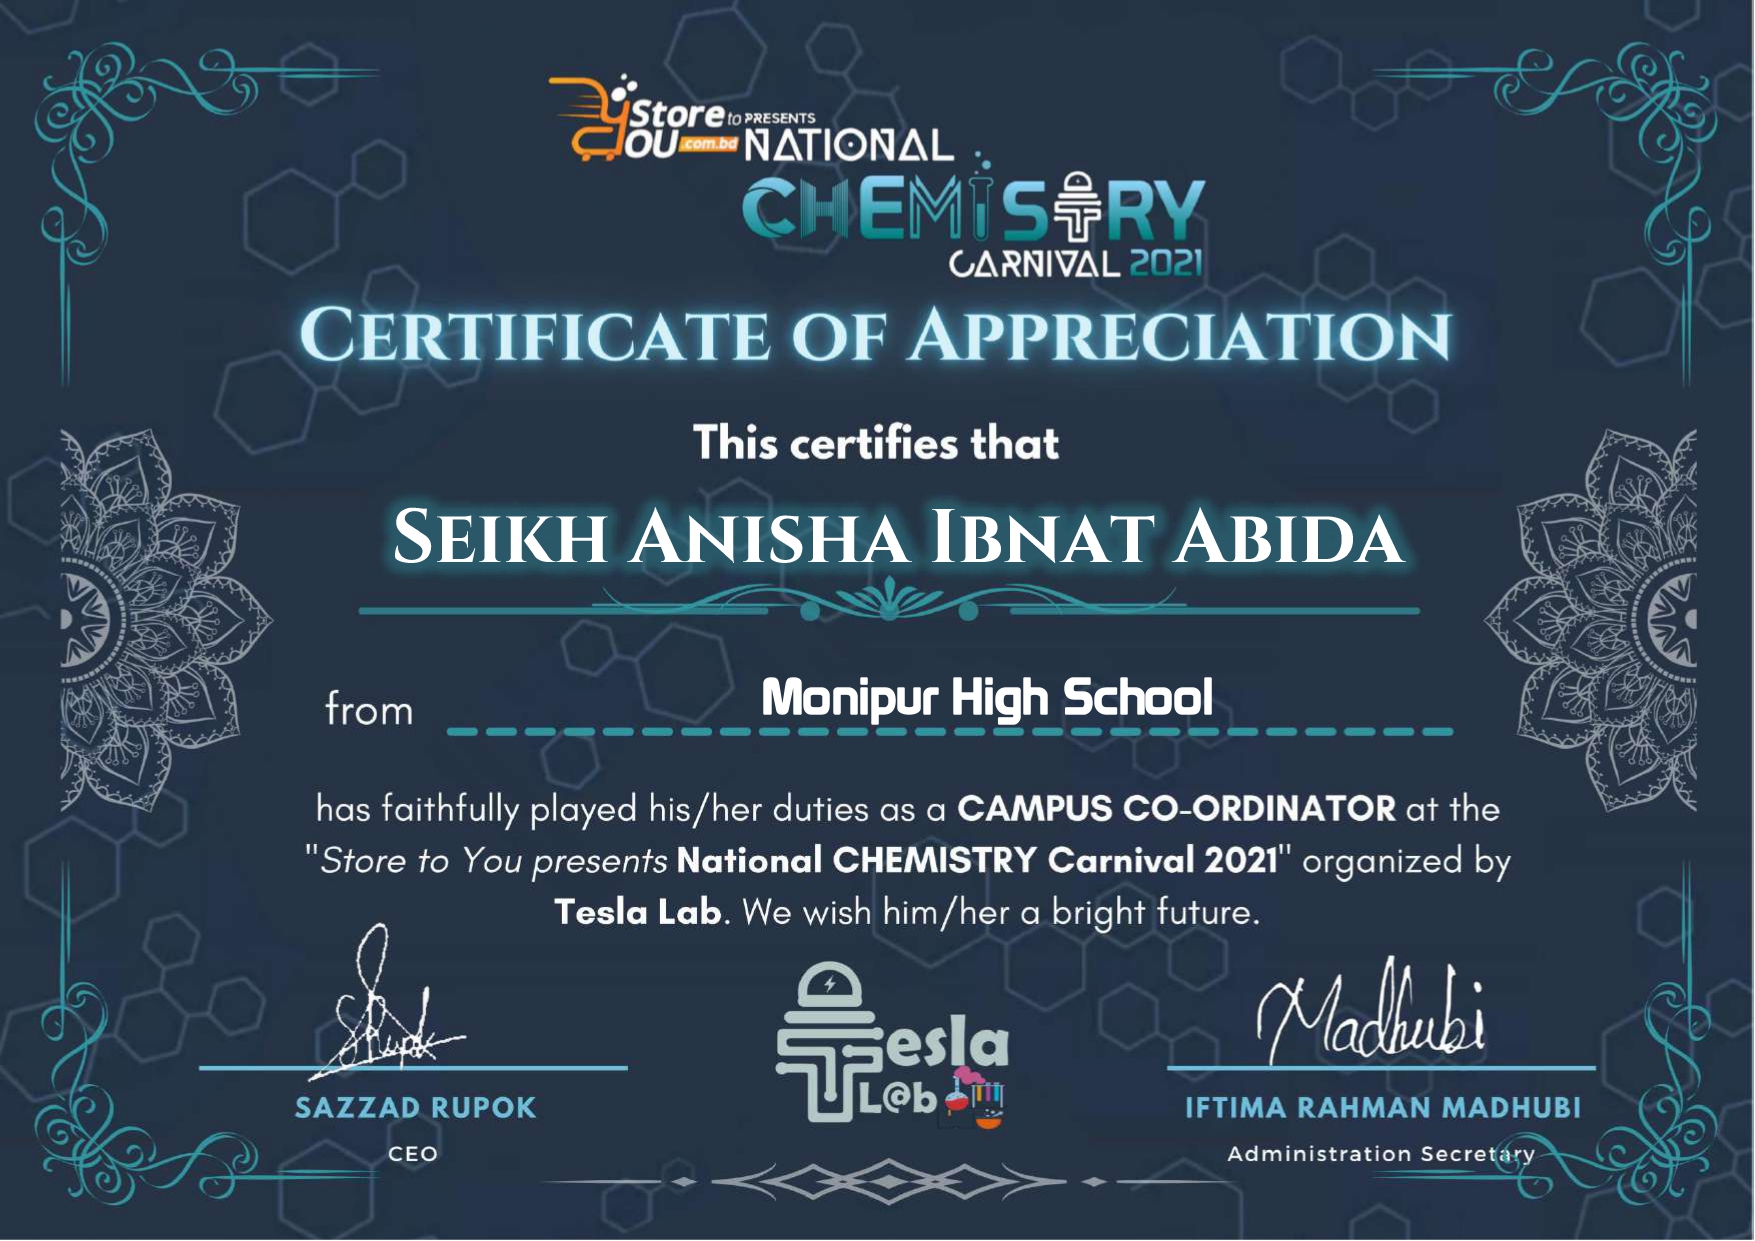 Store to PRESENTS
YOU .com.bd NATIONAL
CHEMISTRY
CARNIVAL 2021
CERTIFICATE OF APPRECIATION
This certifies that
SEIKH ANISHA IBNAT ABIDA
from Monipur High School
has faithfully played his/her duties as a CAMPUS CO-ORDINATOR at the
"Store to You presents National CHEMISTRY Carnival 2021" organized by
Tesla Lab. We wish him/her a bright future.
Rupok
Madhubi
Tesla
L@b
SAZZAD RUPOK
IFTIMA RAHMAN MADHUBI
CEO
Administration Secretary